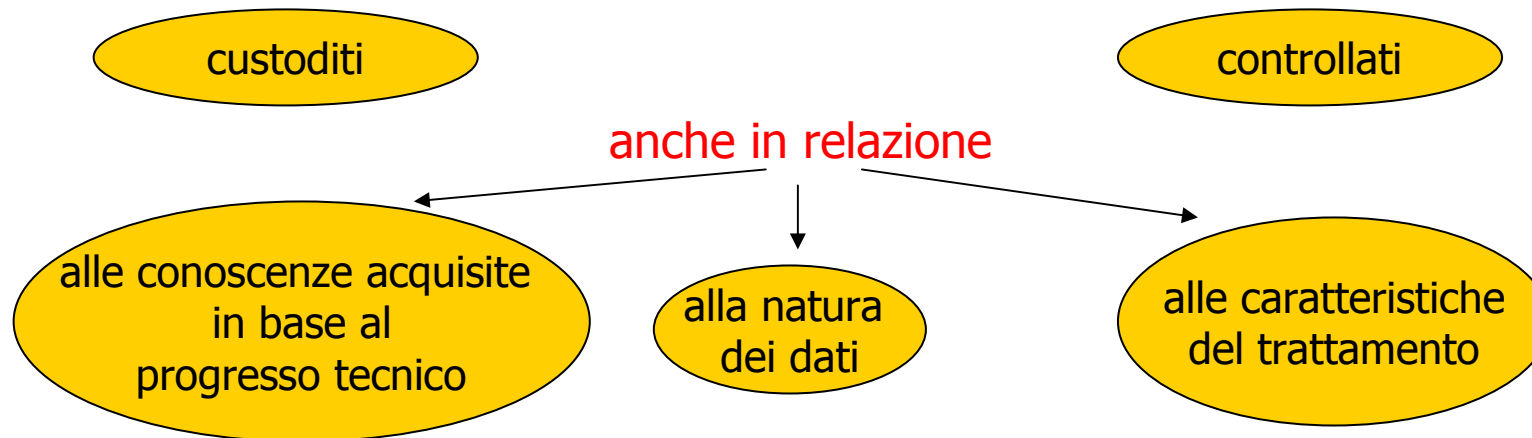 custoditi
controllati
anche in relazione
alle conoscenze acquisite
in base al
progresso tecnico
alla natura
dei dati
alle caratteristiche
del trattamento